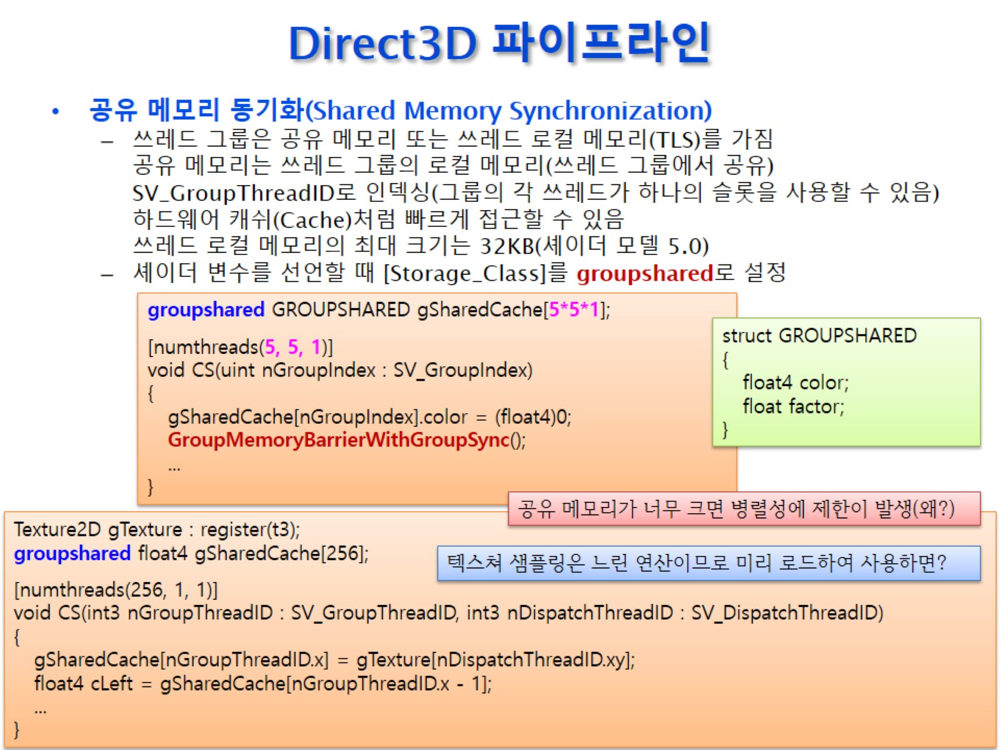 Direct3D 파이프라인
• 공유 메모리 동기화(Shared Memory Synchronization)
– 쓰레드 그룹은 공유 메모리 또는 쓰레드 로컬 메모리(TLS)를 가짐
공유 메모리는 쓰레드 그룹의 로컬 메모리(쓰레드 그룹에서 공유)
SV_GroupThreadID로 인덱싱(그룹의 각 쓰레드가 하나의 슬롯을 사용할 수 있음)
하드웨어 캐쉬(Cache)처럼 빠르게 접근할 수 있음
쓰레드 로컬 메모리의 최대 크기는 32KB(셰이더 모델 5.0)
– 셰이더 변수를 선언할 때 [Storage_Class]를 groupshared로 설정
groupshared GROUPSHARED gSharedCache[5*5*1];
[numthreads(5, 5, 1)]
void CS(uint nGroupIndex : SV_GroupIndex)
{
gSharedCache[nGroupIndex].color = (float4)0;
GroupMemoryBarrierWithGroupSync();
...
}
struct GROUPSHARED
{
float4 color;
float factor;
}
공유 메모리가 너무 크면 병렬성에 제한이 발생(왜?)
텍스쳐 샘플링은 느린 연산이므로 미리 로드하여 사용하면?
Texture2D gTexture : register(t3);
groupshared float4 gSharedCache[256];
[numthreads(256, 1, 1)]
void CS(int3 nGroupThreadID : SV_GroupThreadID, int3 nDispatchThreadID : SV_DispatchThreadID)
{
gSharedCache[nGroupThreadID.x] = gTexture[nDispatchThreadID.xy];
float4 cLeft = gSharedCache[nGroupThreadID.x - 1];
...
}